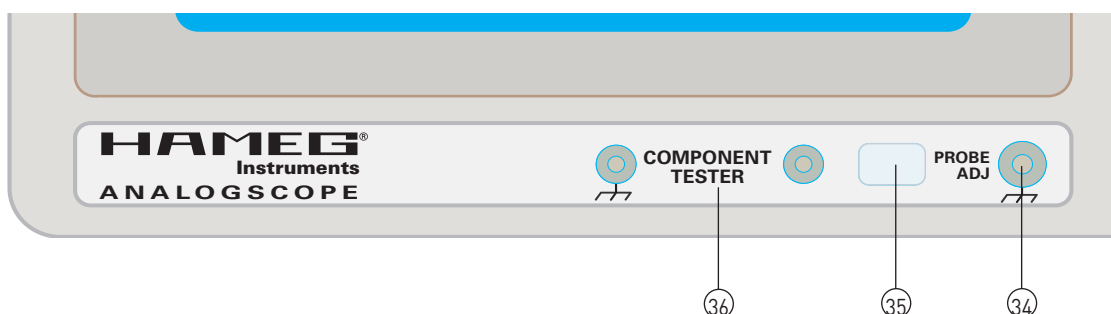 HAMEG®
Instruments
ANALOGSCOPE
COMPONENT
TESTER
PROBE
ADJ
36 35 34